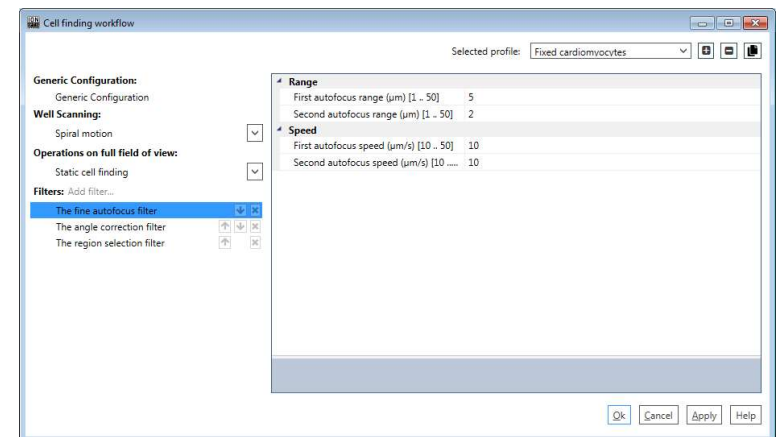 Cell finding workflow
Selected profile: Fixed cardiomyocytes
Generic Configuration:
Generic Configuration
Well Scanning:
Spiral motion
Operations on full field of view:
Static cell finding
Filters: Add filter...
The fine autofocus filter
The angle correction filter
The region selection filter
Range
First autofocus range (μm) [1 .. 50] 5
Second autofocus range (μm) [1 .. 50] 2
Speed
First autofocus speed (μm/s) [10 .. 50] 10
Second autofocus speed (μm/s) [10 ..... 10
Ok Cancel Apply Help